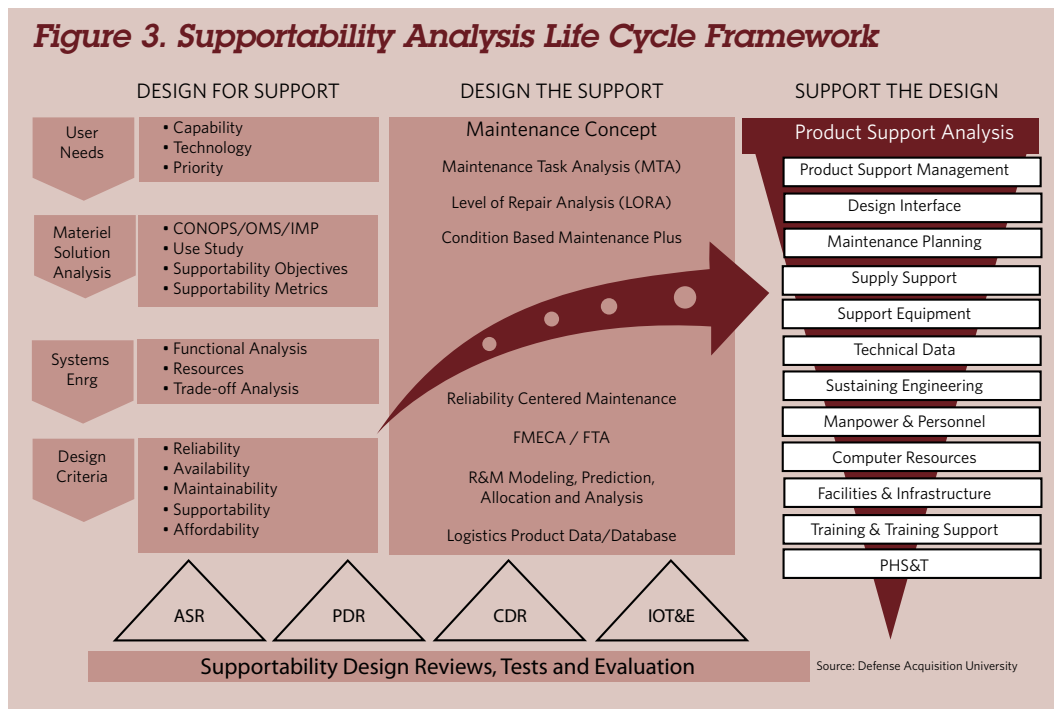 Figure 3. Supportability Analysis Life Cycle Framework
DESIGN FOR SUPPORT
User
Needs
• Capability
• Technology
• Priority
Materiel
Solution
Analysis
• CONOPS/OMS/IMP
• Use Study
• Supportability Objectives
• Supportability Metrics
Systems
Enrg
• Functional Analysis
• Resources
• Trade-off Analysis
Design
Criteria
• Reliability
• Availability
• Maintainability
• Supportability
• Affordability
DESIGN THE SUPPORT
Maintenance Concept
Maintenance Task Analysis (MTA)
Level of Repair Analysis (LORA)
Condition Based Maintenance Plus
Reliability Centered Maintenance
FMECA / FTA
R&M Modeling, Prediction,
Allocation and Analysis
Logistics Product Data/Database
SUPPORT THE DESIGN
Product Support Analysis
Product Support Management
Design Interface
Maintenance Planning
Supply Support
Support Equipment
Technical Data
Sustaining Engineering
Manpower & Personnel
Computer Resources
Facilities & Infrastructure
Training & Training Support
PHS&T
ASR
PDR
CDR
IOT&E
Supportability Design Reviews, Tests and Evaluation
Source: Defense Acquisition University